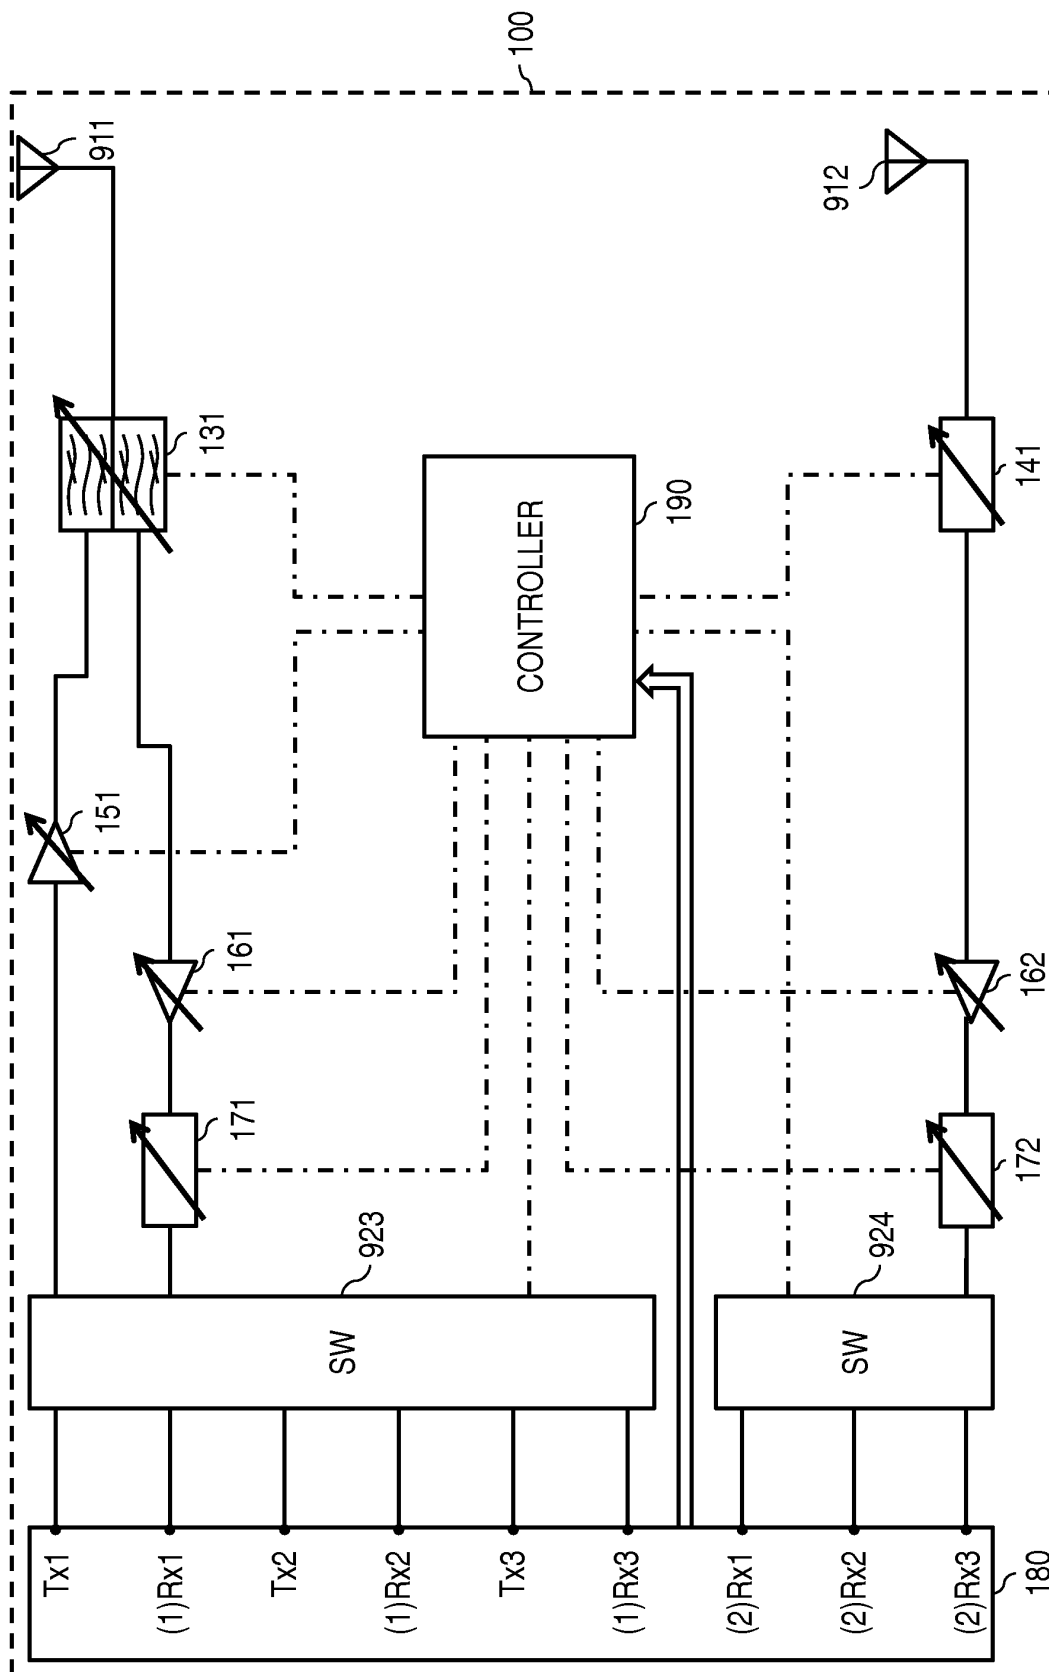 100
911
912
131
141
CONTROLLER
190
151
161
162
171
172
SW
923
SW
924
Tx1
(1)Rx1
Tx2
(1)Rx2
Tx3
(1)Rx3
(2)Rx1
(2)Rx2
(2)Rx3
180